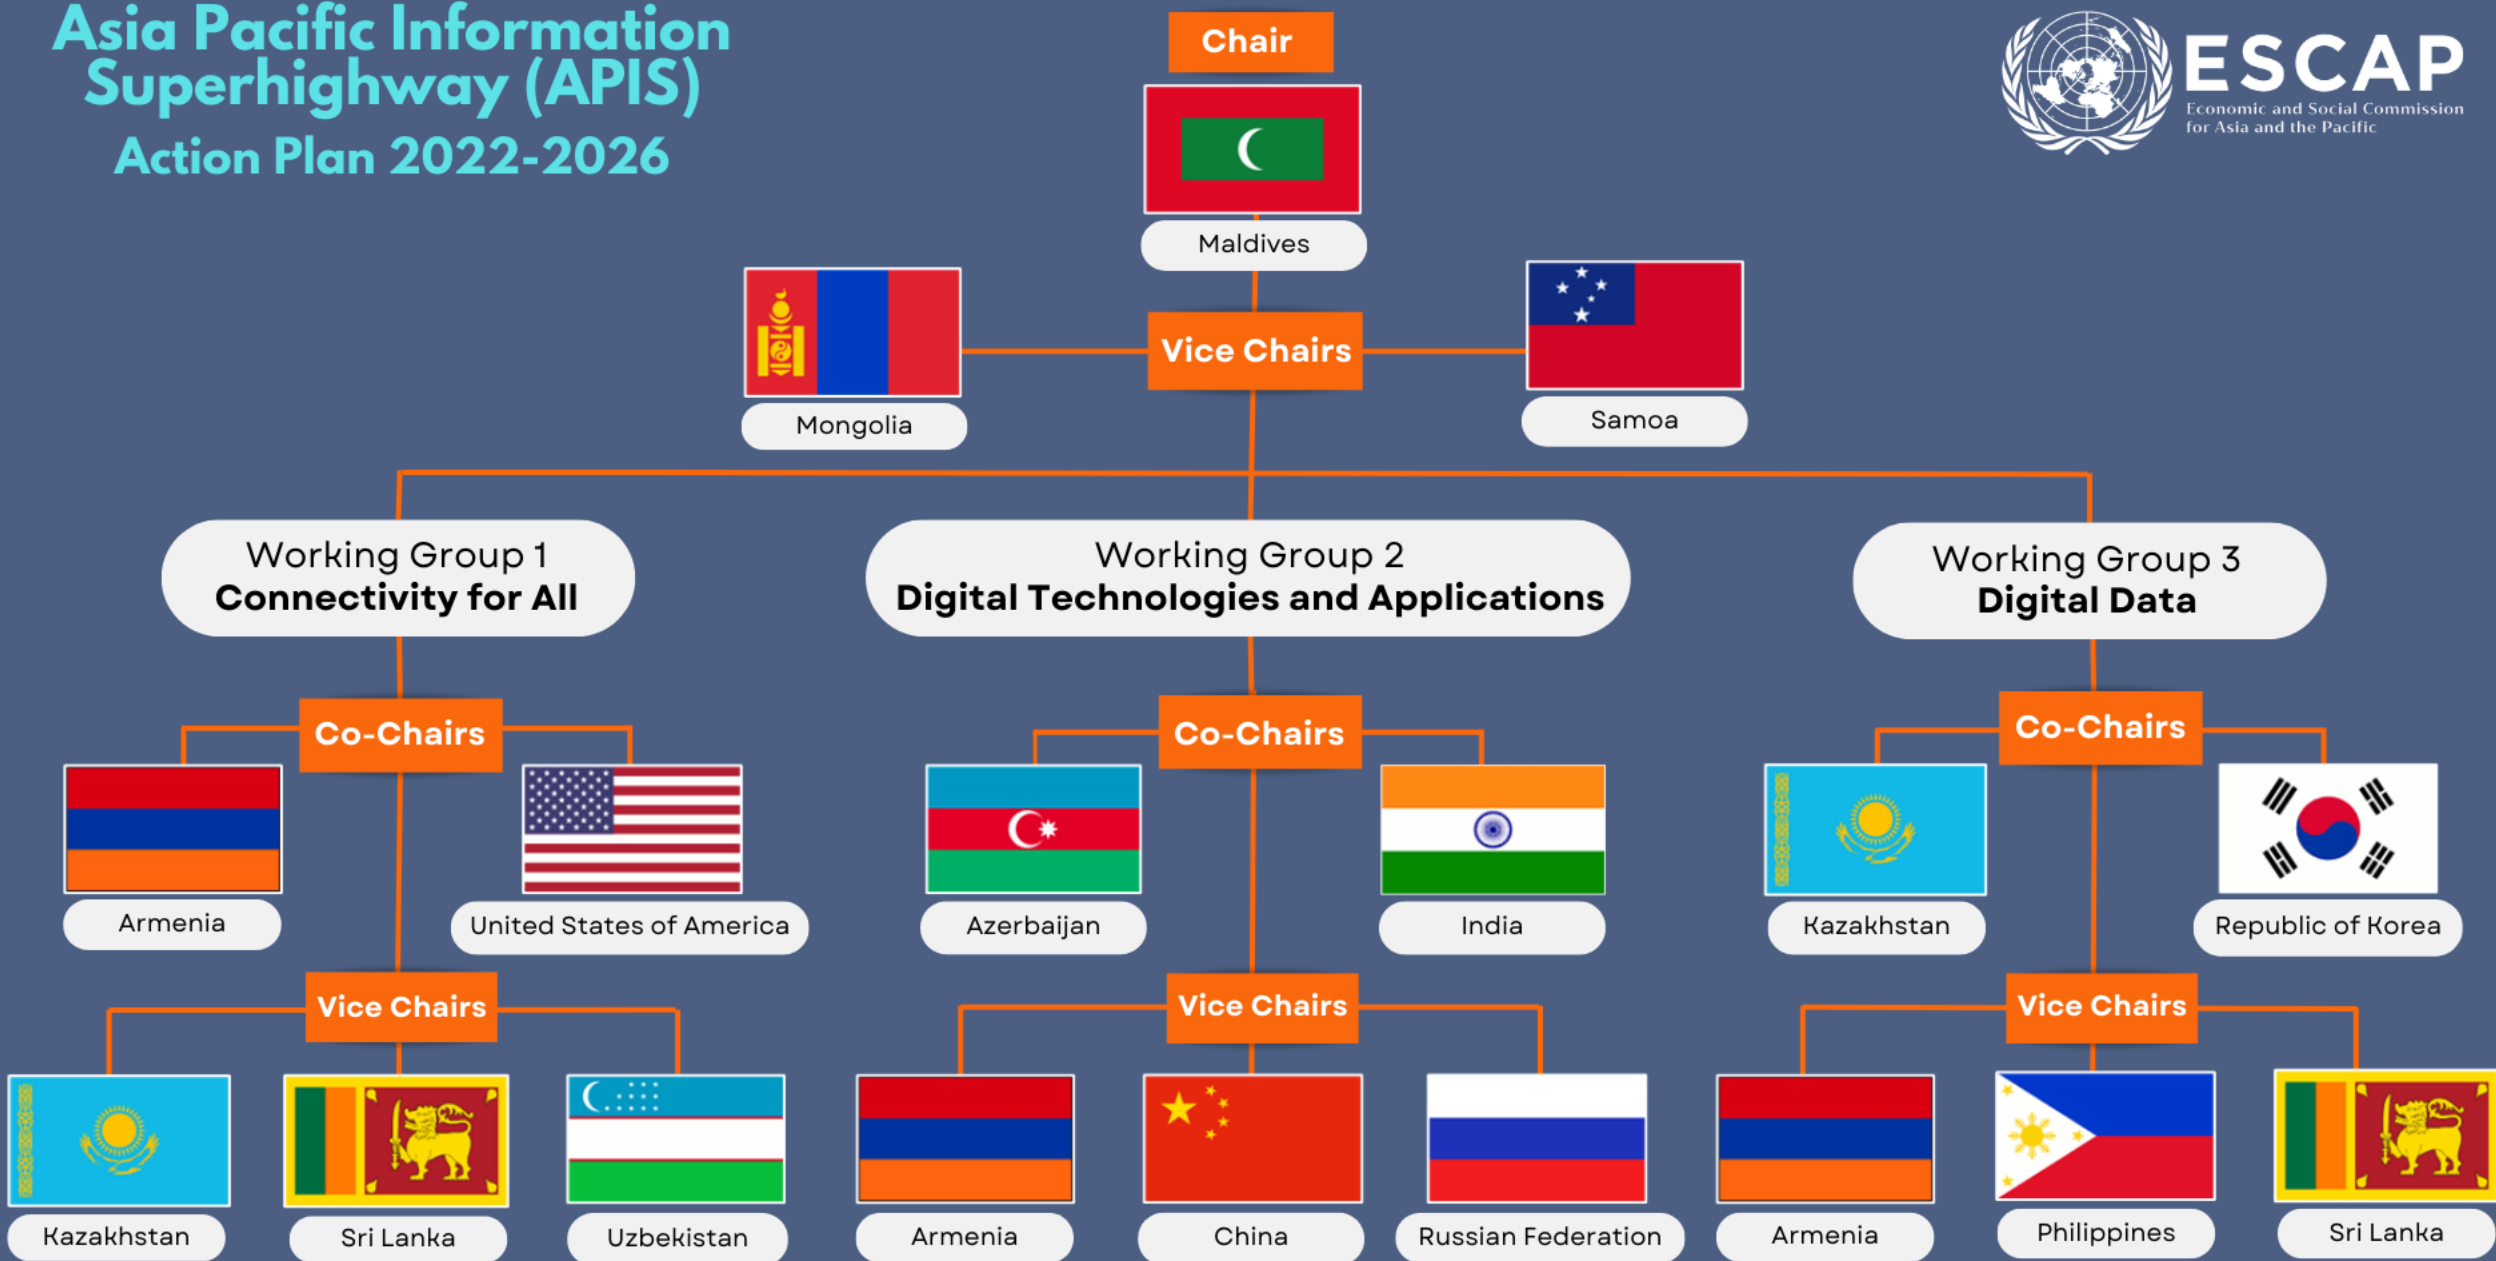 Asia Pacific Information
Superhighway (APIS)
Action Plan 2022-2026
Chair
ESCAP
Economic and Social Commission
for Asia and the Pacific
Maldives
Vice Chairs
Mongolia
Samoa
Working Group 1
Connectivity for All
Working Group 2
Digital Technologies and Applications
Working Group 3
Digital Data
Co-Chairs
Co-Chairs
Co-Chairs
Armenia
United States of America
Azerbaijan
India
Kazakhstan
Republic of Korea
Vice Chairs
Vice Chairs
Vice Chairs
Kazakhstan
Sri Lanka
Uzbekistan
Armenia
China
Russian Federation
Armenia
Philippines
Sri Lanka